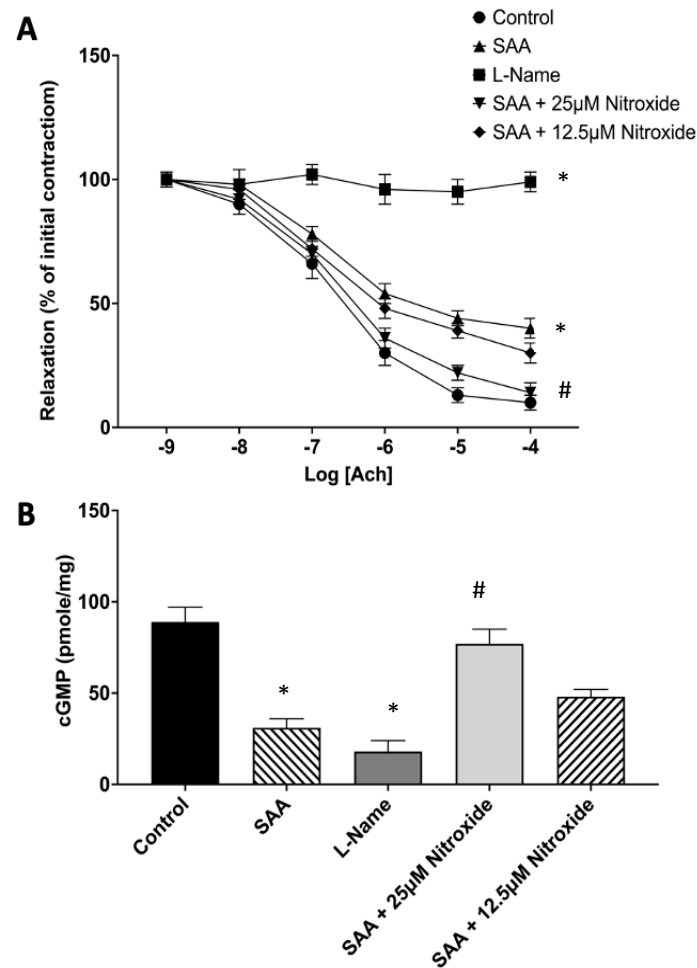 A
Control
SAA
L-Name
SAA + 25µM Nitroxide
SAA + 12.5µM Nitroxide
Relaxation (% of initial contractiom)
150
100
50
0
*
*
#
-9 -8 -7 -6 -5 -4
Log [Ach]
B
cGMP (pmole/mg)
150
100
50
0
*
*
#
Control
SAA
L-Name
SAA + 25µM Nitroxide
SAA + 12.5µM Nitroxide